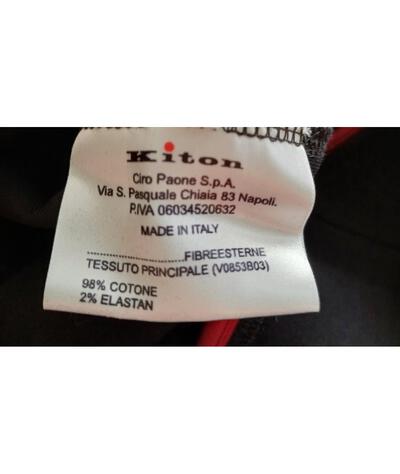 Kiton
Ciro Paone S.p.A.
Via S. Pasquale Chiaia 83 Napoli.
P.IVA 06034520632
MADE IN ITALY
..............................FIBREESTERNE
TESSUTO PRINCIPALE (V0853B03)
98% COTONE
2% ELASTAN